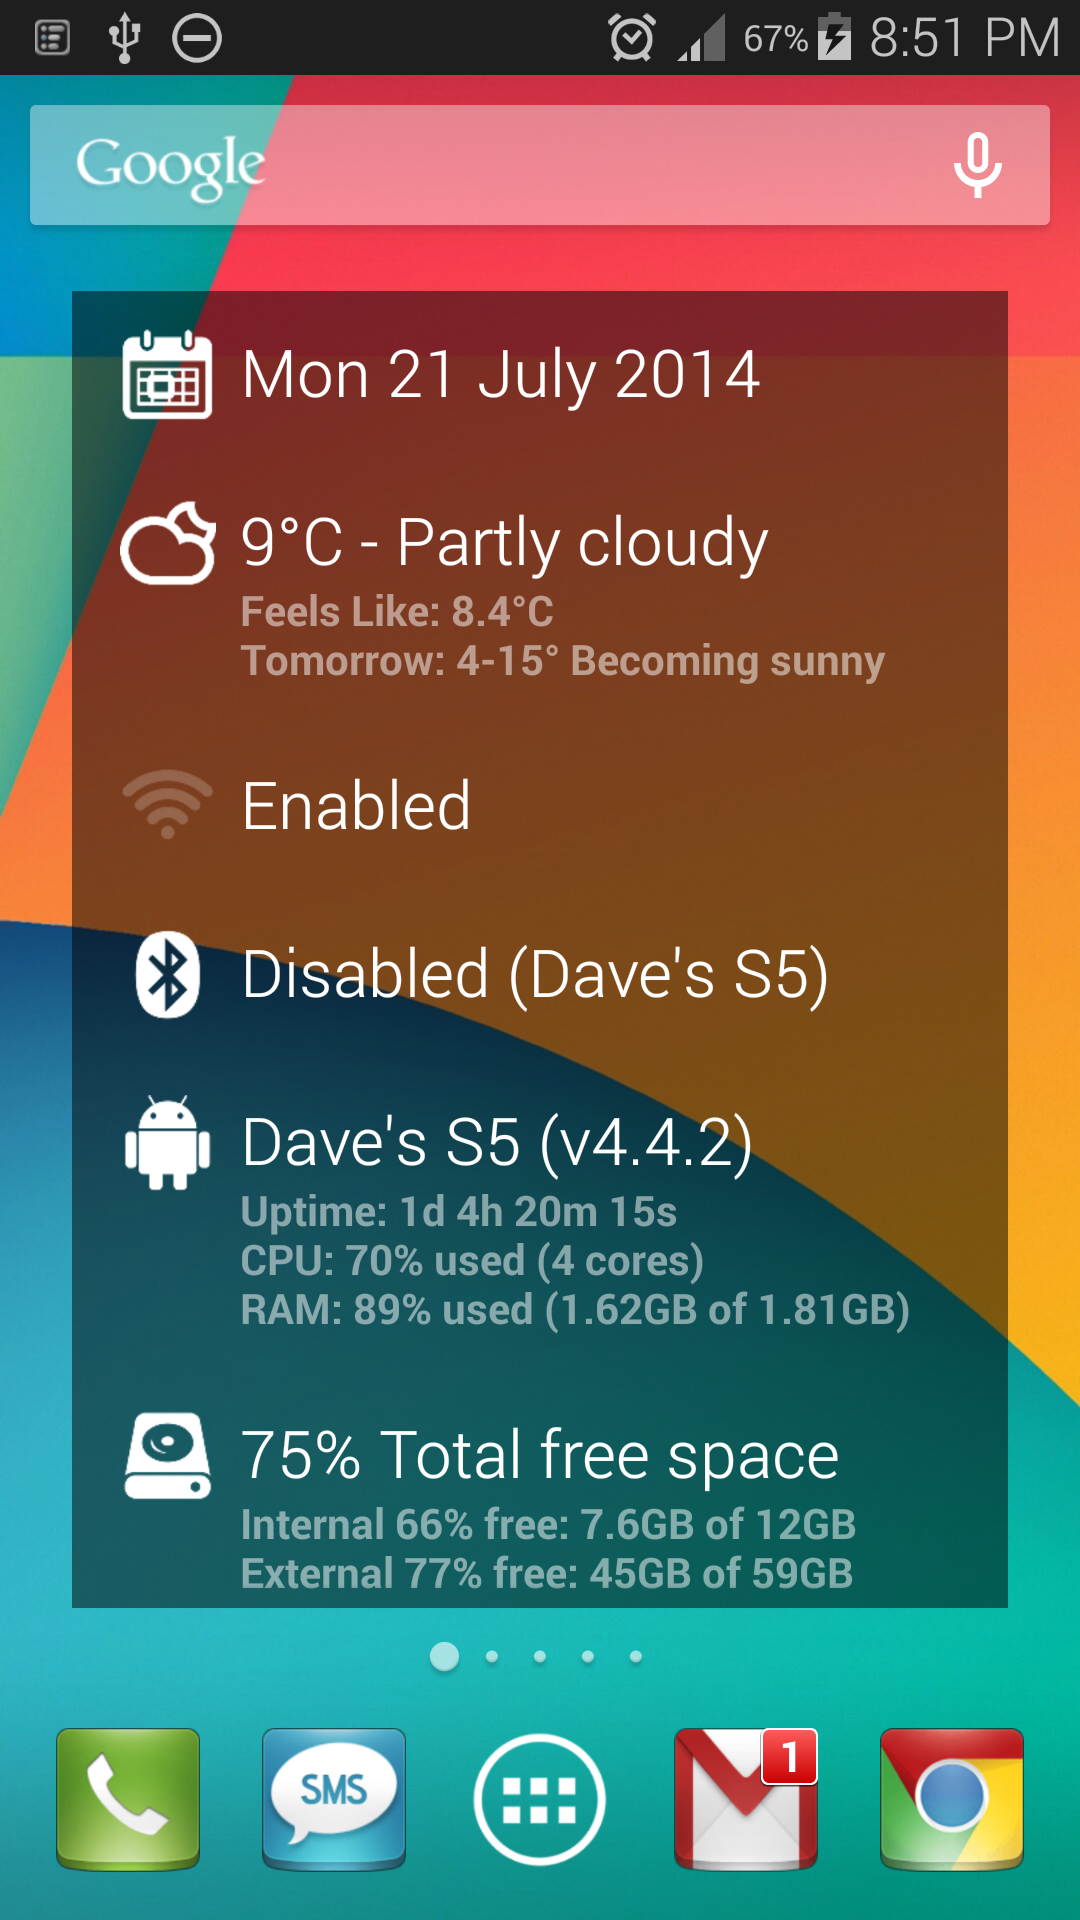 67% 8:51 PM
Google
Mon 21 July 2014
9°C - Partly cloudy
Feels Like: 8.4°C
Tomorrow: 4-15° Becoming sunny
Enabled
Disabled (Dave's S5)
Dave's S5 (v4.4.2)
Uptime: 1d 4h 20m 15s
CPU: 70% used (4 cores)
RAM: 89% used (1.62GB of 1.81GB)
75% Total free space
Internal 66% free: 7.6GB of 12GB
External 77% free: 45GB of 59GB
SMS
1